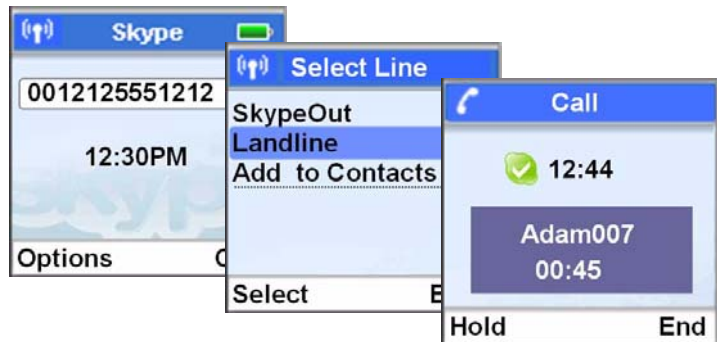 Skype
0012125551212
12:30PM
Options
Select Line
SkypeOut
Landline
Add to Contacts
Select
Call
12:44
Adam007
00:45
Hold End